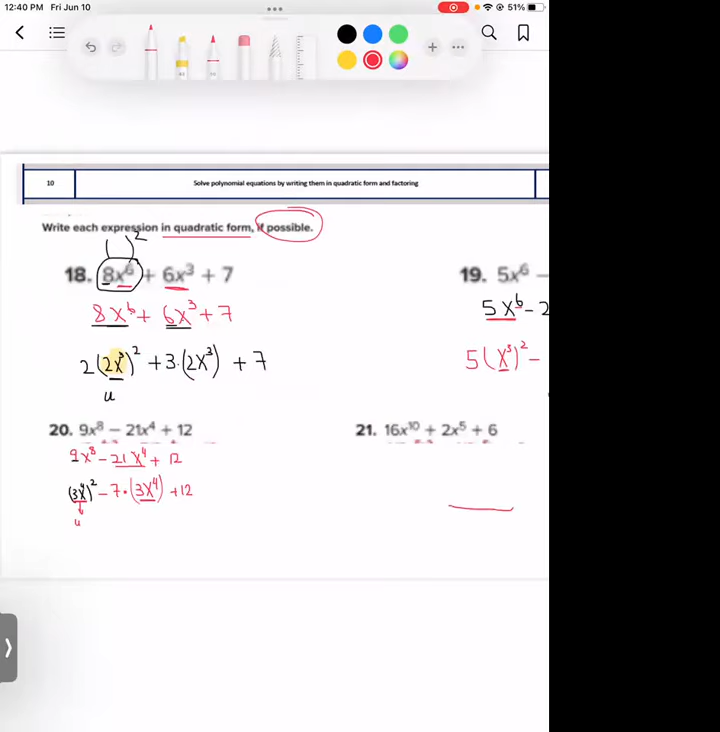 12:40 PM Fri Jun 10 51%
10 Solve polynomial equations by writing them in quadratic form and factoring
Write each expression in quadratic form, if possible.
( )²
18. 8x⁶ + 6x³ + 7
19. 5x⁶ −
8x⁶ + 6x³ + 7
5x⁶ − 2
2(2x³)² + 3·(2x³) + 7
5(x³)² −
u
20. 9x⁸ − 21x⁴ + 12
21. 16x¹⁰ + 2x⁵ + 6
9x⁸ − 21x⁴ + 12
(3x⁴)² − 7·(3x⁴) + 12
u